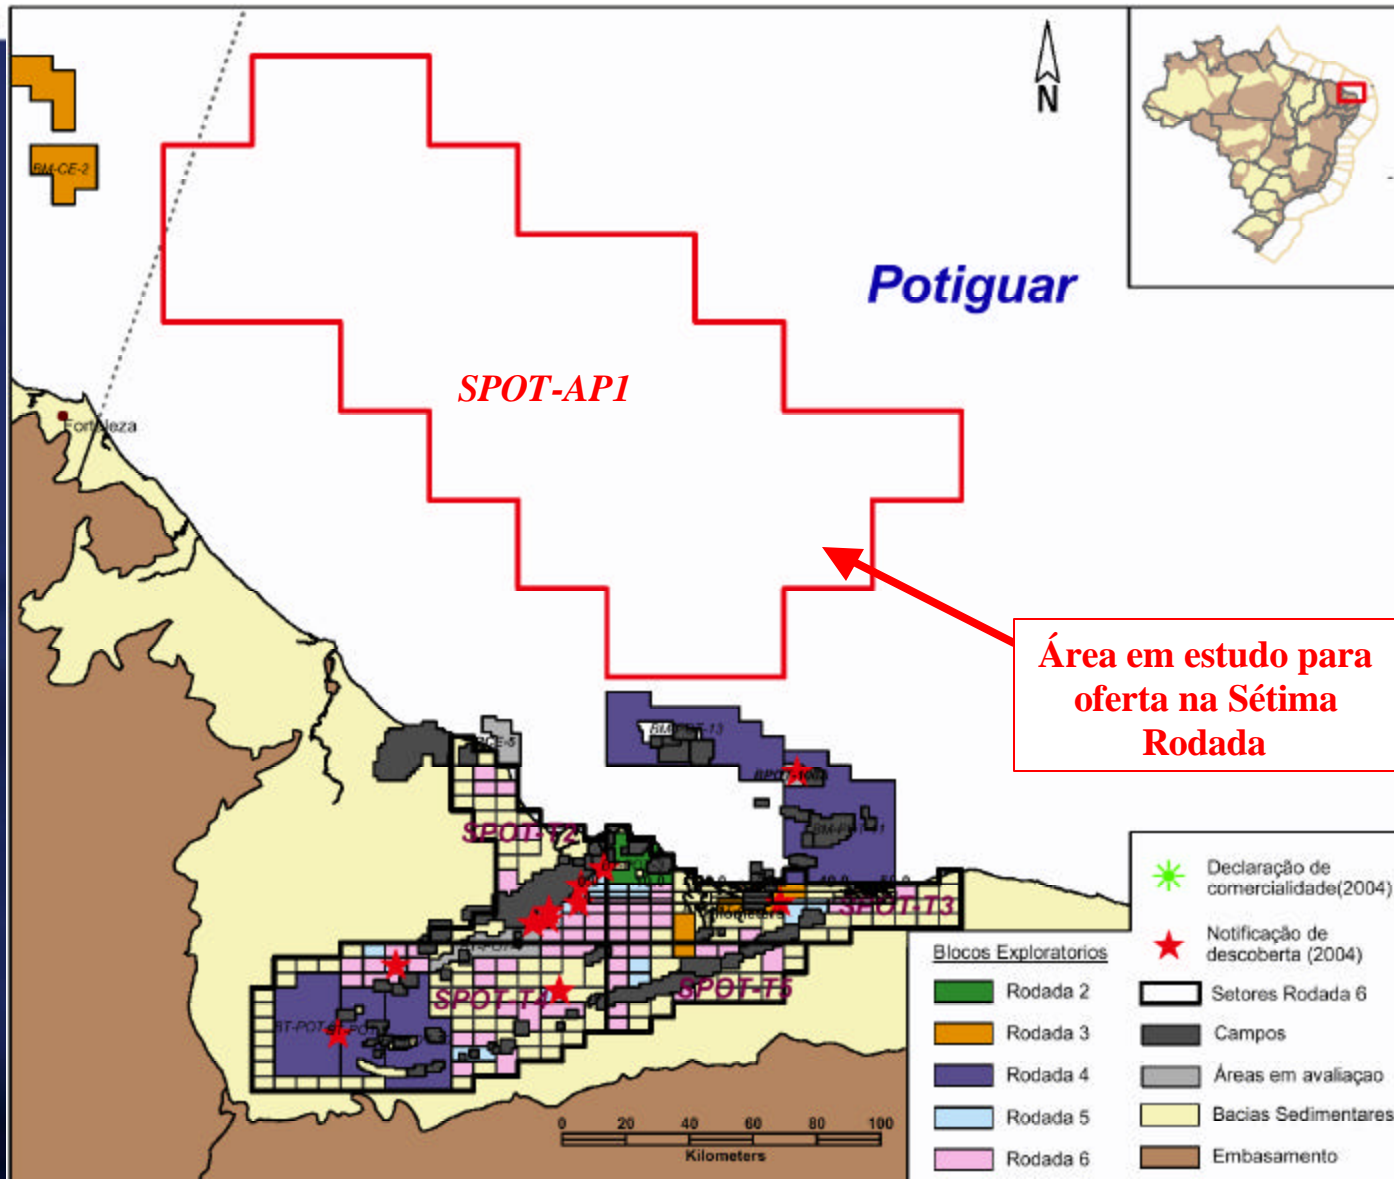 N
BM-CE-2
Potiguar
SPOT-AP1
Fortaleza
Área em estudo para
oferta na Sétima
Rodada
SPOT-T2
SPOT-T3
SPOT-T4
SPOT-T5
0 20 40 60 80 100
Kilometers
Blocos Exploratorios
Rodada 2
Rodada 3
Rodada 4
Rodada 5
Rodada 6
Declaração de
comercialidade(2004)
Notificação de
descoberta (2004)
Setores Rodada 6
Campos
Áreas em avaliaçao
Bacias Sedimentares
Embasamento